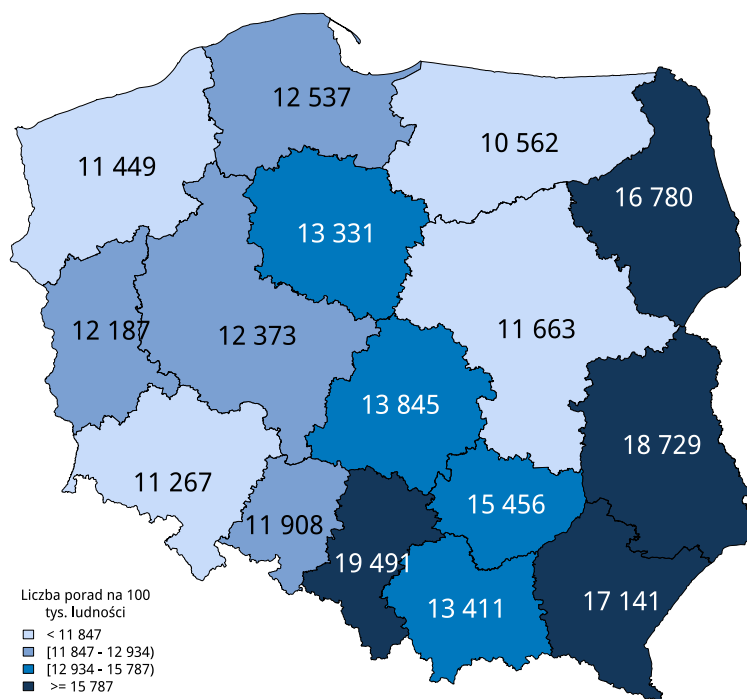 12 537
10 562
11 449
16 780
13 331
12 187
12 373
11 663
13 845
18 729
11 267
15 456
11 908
19 491
17 141
13 411
Liczba porad na 100
tys. ludności
< 11 847
[11 847 - 12 934)
[12 934 - 15 787)
>= 15 787